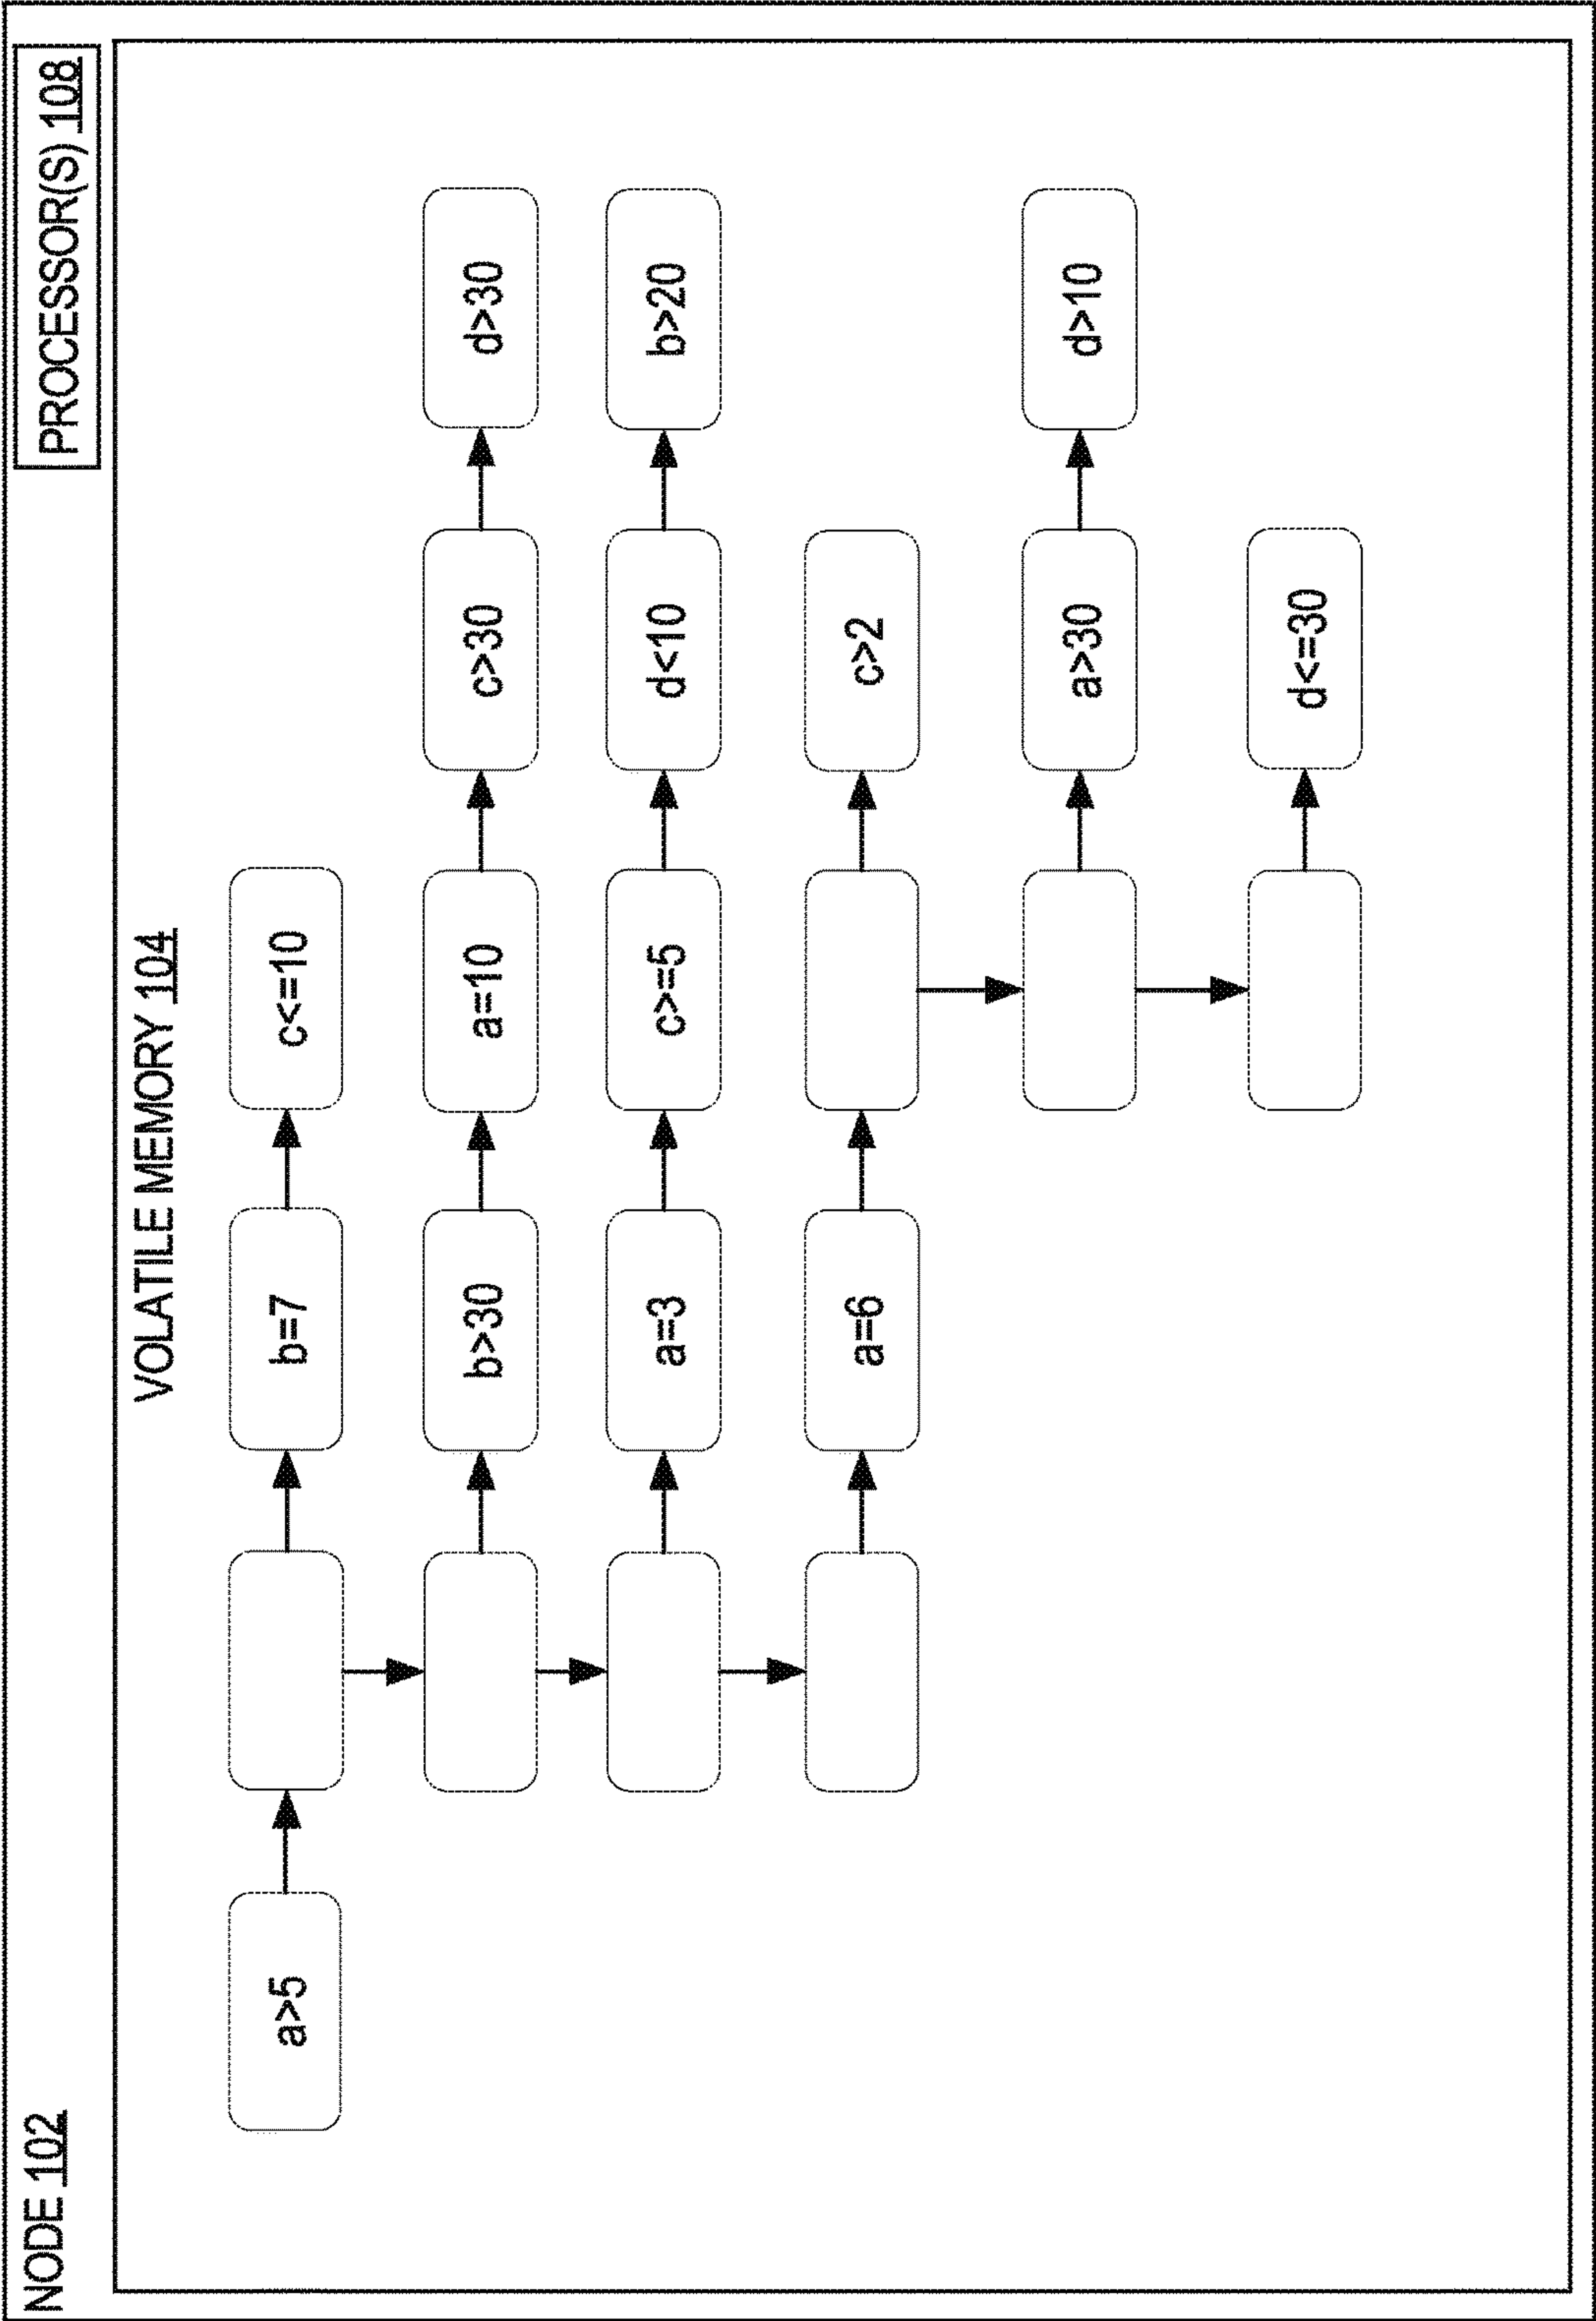 NODE 102
PROCESSOR(S) 108
VOLATILE MEMORY 104
a>5
b=7
c<=10
b>30
a=10
c>30
d>30
a=3
c>=5
d<10
b>20
a=6
c>2
a>30
d>10
d<=30